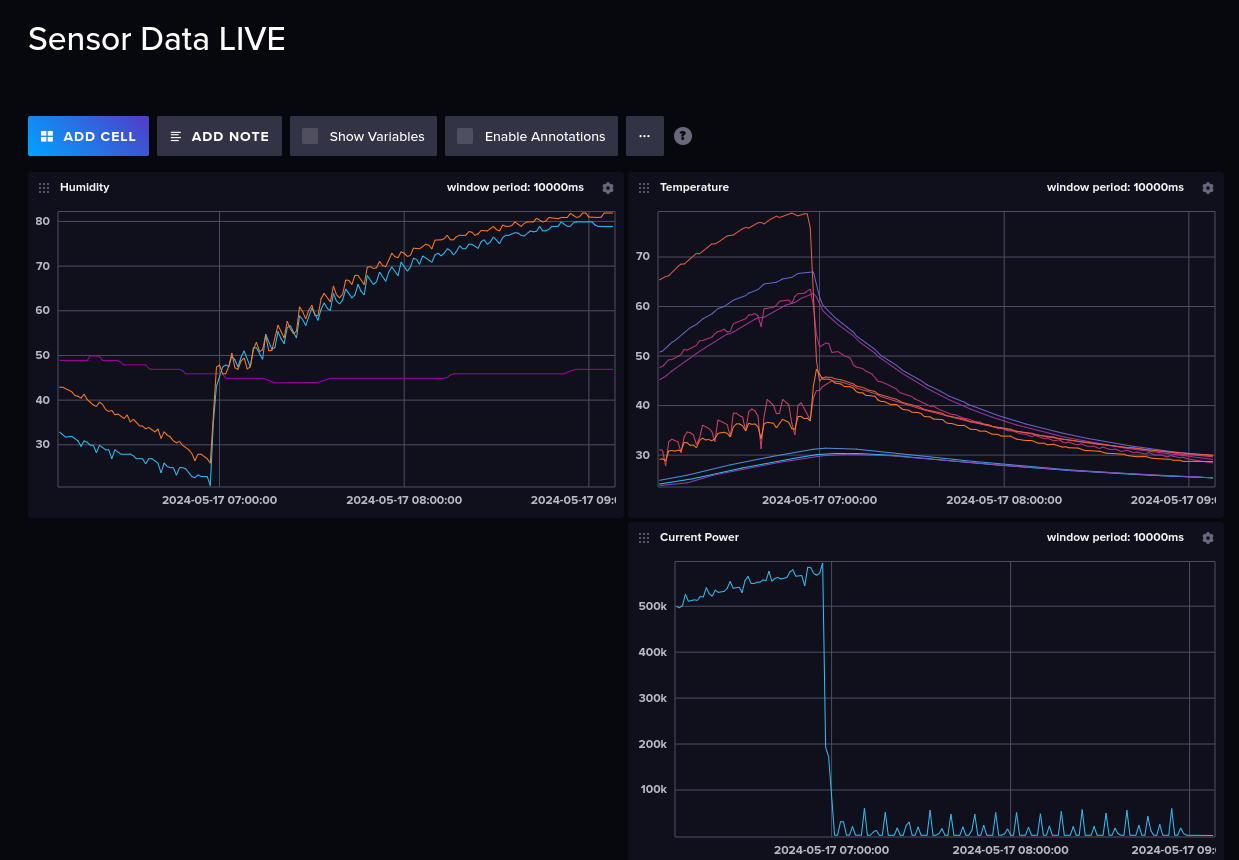 Sensor Data LIVE
ADD CELL ADD NOTE Show Variables Enable Annotations ... ?
Humidity window period: 10000ms
80
70
60
50
40
30
2024-05-17 07:00:00 2024-05-17 08:00:00 2024-05-17 09:
Temperature window period: 10000ms
70
60
50
40
30
2024-05-17 07:00:00 2024-05-17 08:00:00 2024-05-17 09:
Current Power window period: 10000ms
500k
400k
300k
200k
100k
2024-05-17 07:00:00 2024-05-17 08:00:00 2024-05-17 09: